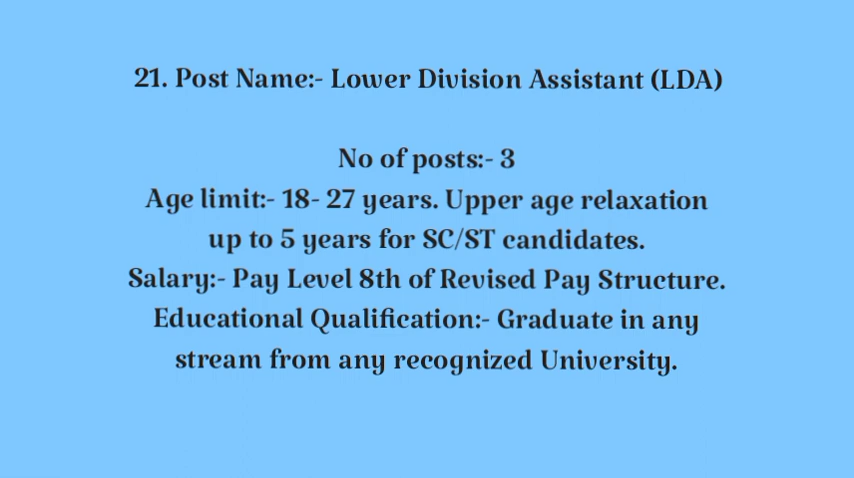 21. Post Name:- Lower Division Assistant (LDA)
No of posts:- 3
Age limit:- 18- 27 years. Upper age relaxation
up to 5 years for SC/ST candidates.
Salary:- Pay Level 8th of Revised Pay Structure.
Educational Qualification:- Graduate in any
stream from any recognized University.